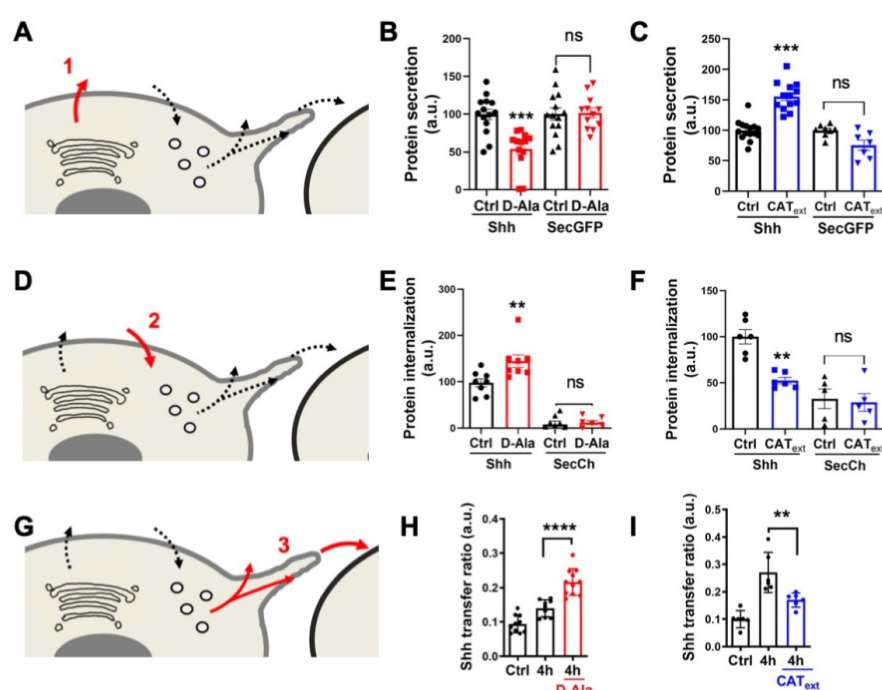 A
1
B
Protein secretion
(a.u.)
200
150
100
50
0
***
ns
Ctrl D-Ala Ctrl D-Ala
Shh SecGFP
C
Protein secretion
(a.u.)
250
200
150
100
50
0
***
ns
Ctrl CAText Ctrl CAText
Shh SecGFP
D
2
E
Protein internalization
(a.u.)
300
200
100
0
**
ns
Ctrl D-Ala Ctrl D-Ala
Shh SecCh
F
Protein internalization
(a.u.)
150
100
50
0
**
ns
Ctrl CAText Ctrl CAText
Shh SecCh
G
3
H
Shh transfer ratio (a.u.)
0.4
0.3
0.2
0.1
0.0
****
Ctrl 4h 4h
D-Ala
I
Shh transfer ratio (a.u.)
0.5
0.4
0.3
0.2
0.1
0.0
**
Ctrl 4h 4h
CAText